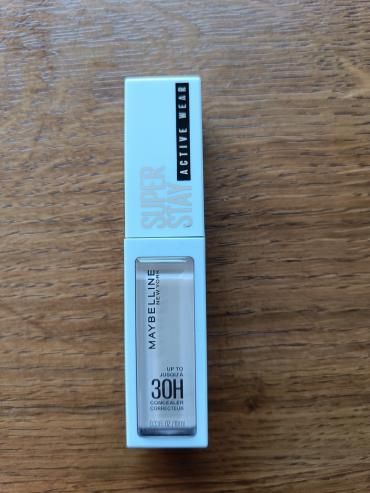 SUPER
STAY
ACTIVE WEAR
MAYBELLINE
NEW YORK
UP TO
JUSQU'A
30H
CONCEALER
CORRECTEUR